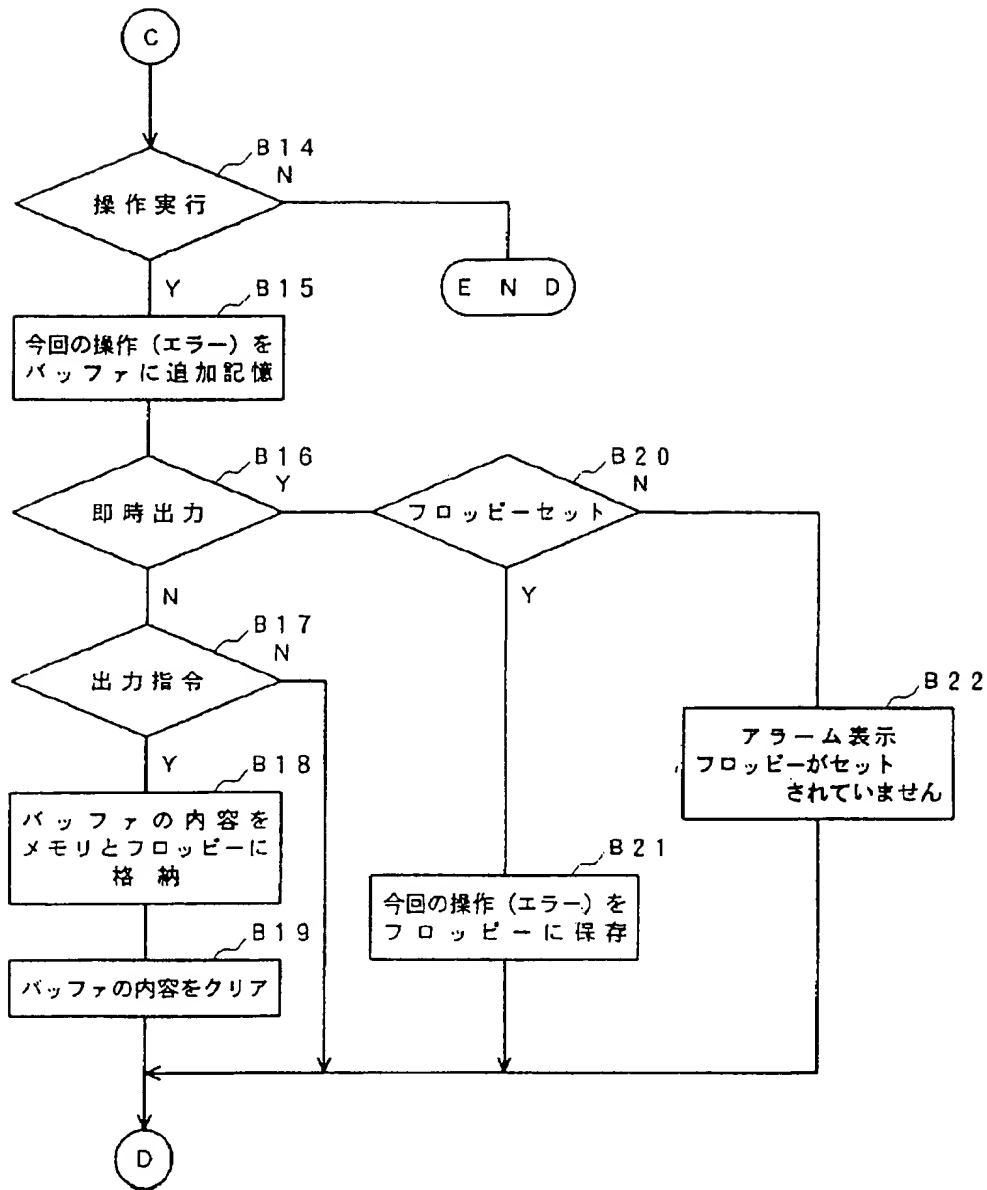 C
B14
N
操作実行
Y
END
B15
今回の操作（エラー）を
バッファに追加記憶
B16
Y
即時出力
N
B20
N
フロッピーセット
Y
B17
N
出力指令
Y
B22
アラーム表示
フロッピーがセット
されていません
B18
バッファの内容を
メモリとフロッピーに
格納
B21
今回の操作（エラー）を
フロッピーに保存
B19
バッファの内容をクリア
D